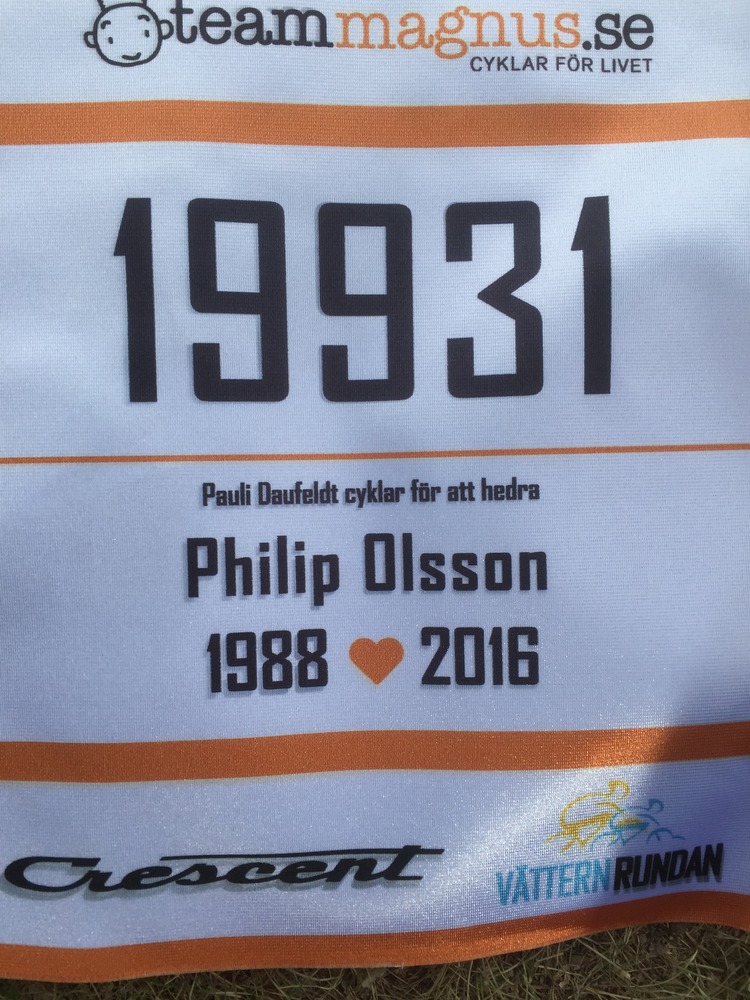 teammagnus.se
CYKLAR FÖR LIVET
19931
Pauli Daufeldt cyklar för att hedra
Philip Olsson
1988 2016
Crescent
VÄTTERNRUNDAN